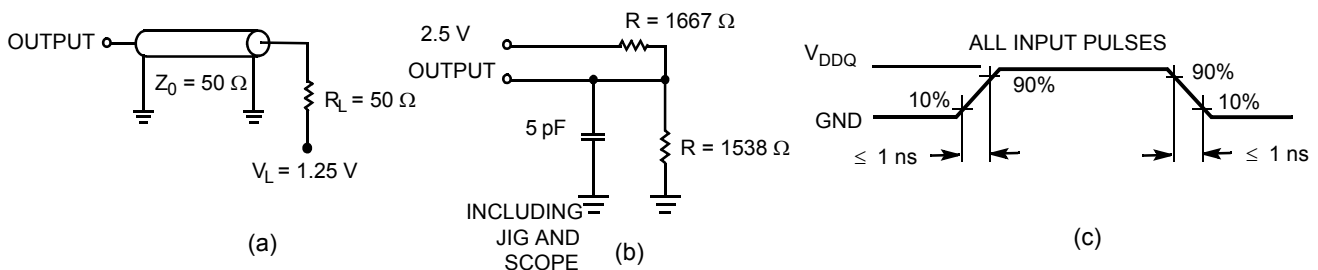 OUTPUT
Z0 = 50 Ω
RL = 50 Ω
VL = 1.25 V
(a)
R = 1667 Ω
2.5 V
OUTPUT
5 pF
R = 1538 Ω
INCLUDING
JIG AND
SCOPE
(b)
ALL INPUT PULSES
VDDQ
GND
10%
90%
90%
10%
≤ 1 ns
≤ 1 ns
(c)